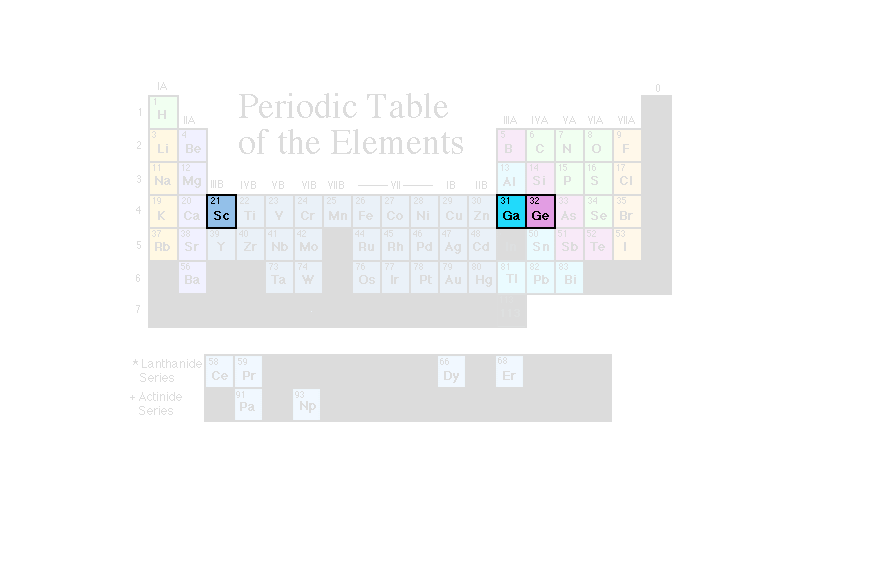 IA 0
Periodic Table
of the Elements
1 1 H
IIA IIIA IVA VA VIA VIIA
2 3 Li 4 Be 5 B 6 C 7 N 8 O 9 F
3 11 Na 12 Mg 13 Al 14 Si 15 P 16 S 17 Cl
IIIB IVB VB VIB VIIB VII IB IIB
4 19 K 20 Ca 21 Sc 22 Ti 23 V 24 Cr 25 Mn 26 Fe 27 Co 28 Ni 29 Cu 30 Zn 31 Ga 32 Ge 33 As 34 Se 35 Br
5 37 Rb 38 Sr 39 Y 40 Zr 41 Nb 42 Mo 44 Ru 45 Rh 46 Pd 47 Ag 48 Cd 50 Sn 51 Sb 52 Te 53 I
6 56 Ba 73 Ta 74 W 76 Os 77 Ir 78 Pt 79 Au 80 Hg 81 Tl 82 Pb 83 Bi
7
* Lanthanide
Series
58 Ce 59 Pr 66 Dy 68 Er
+ Actinide
Series
91 Pa 93 Np